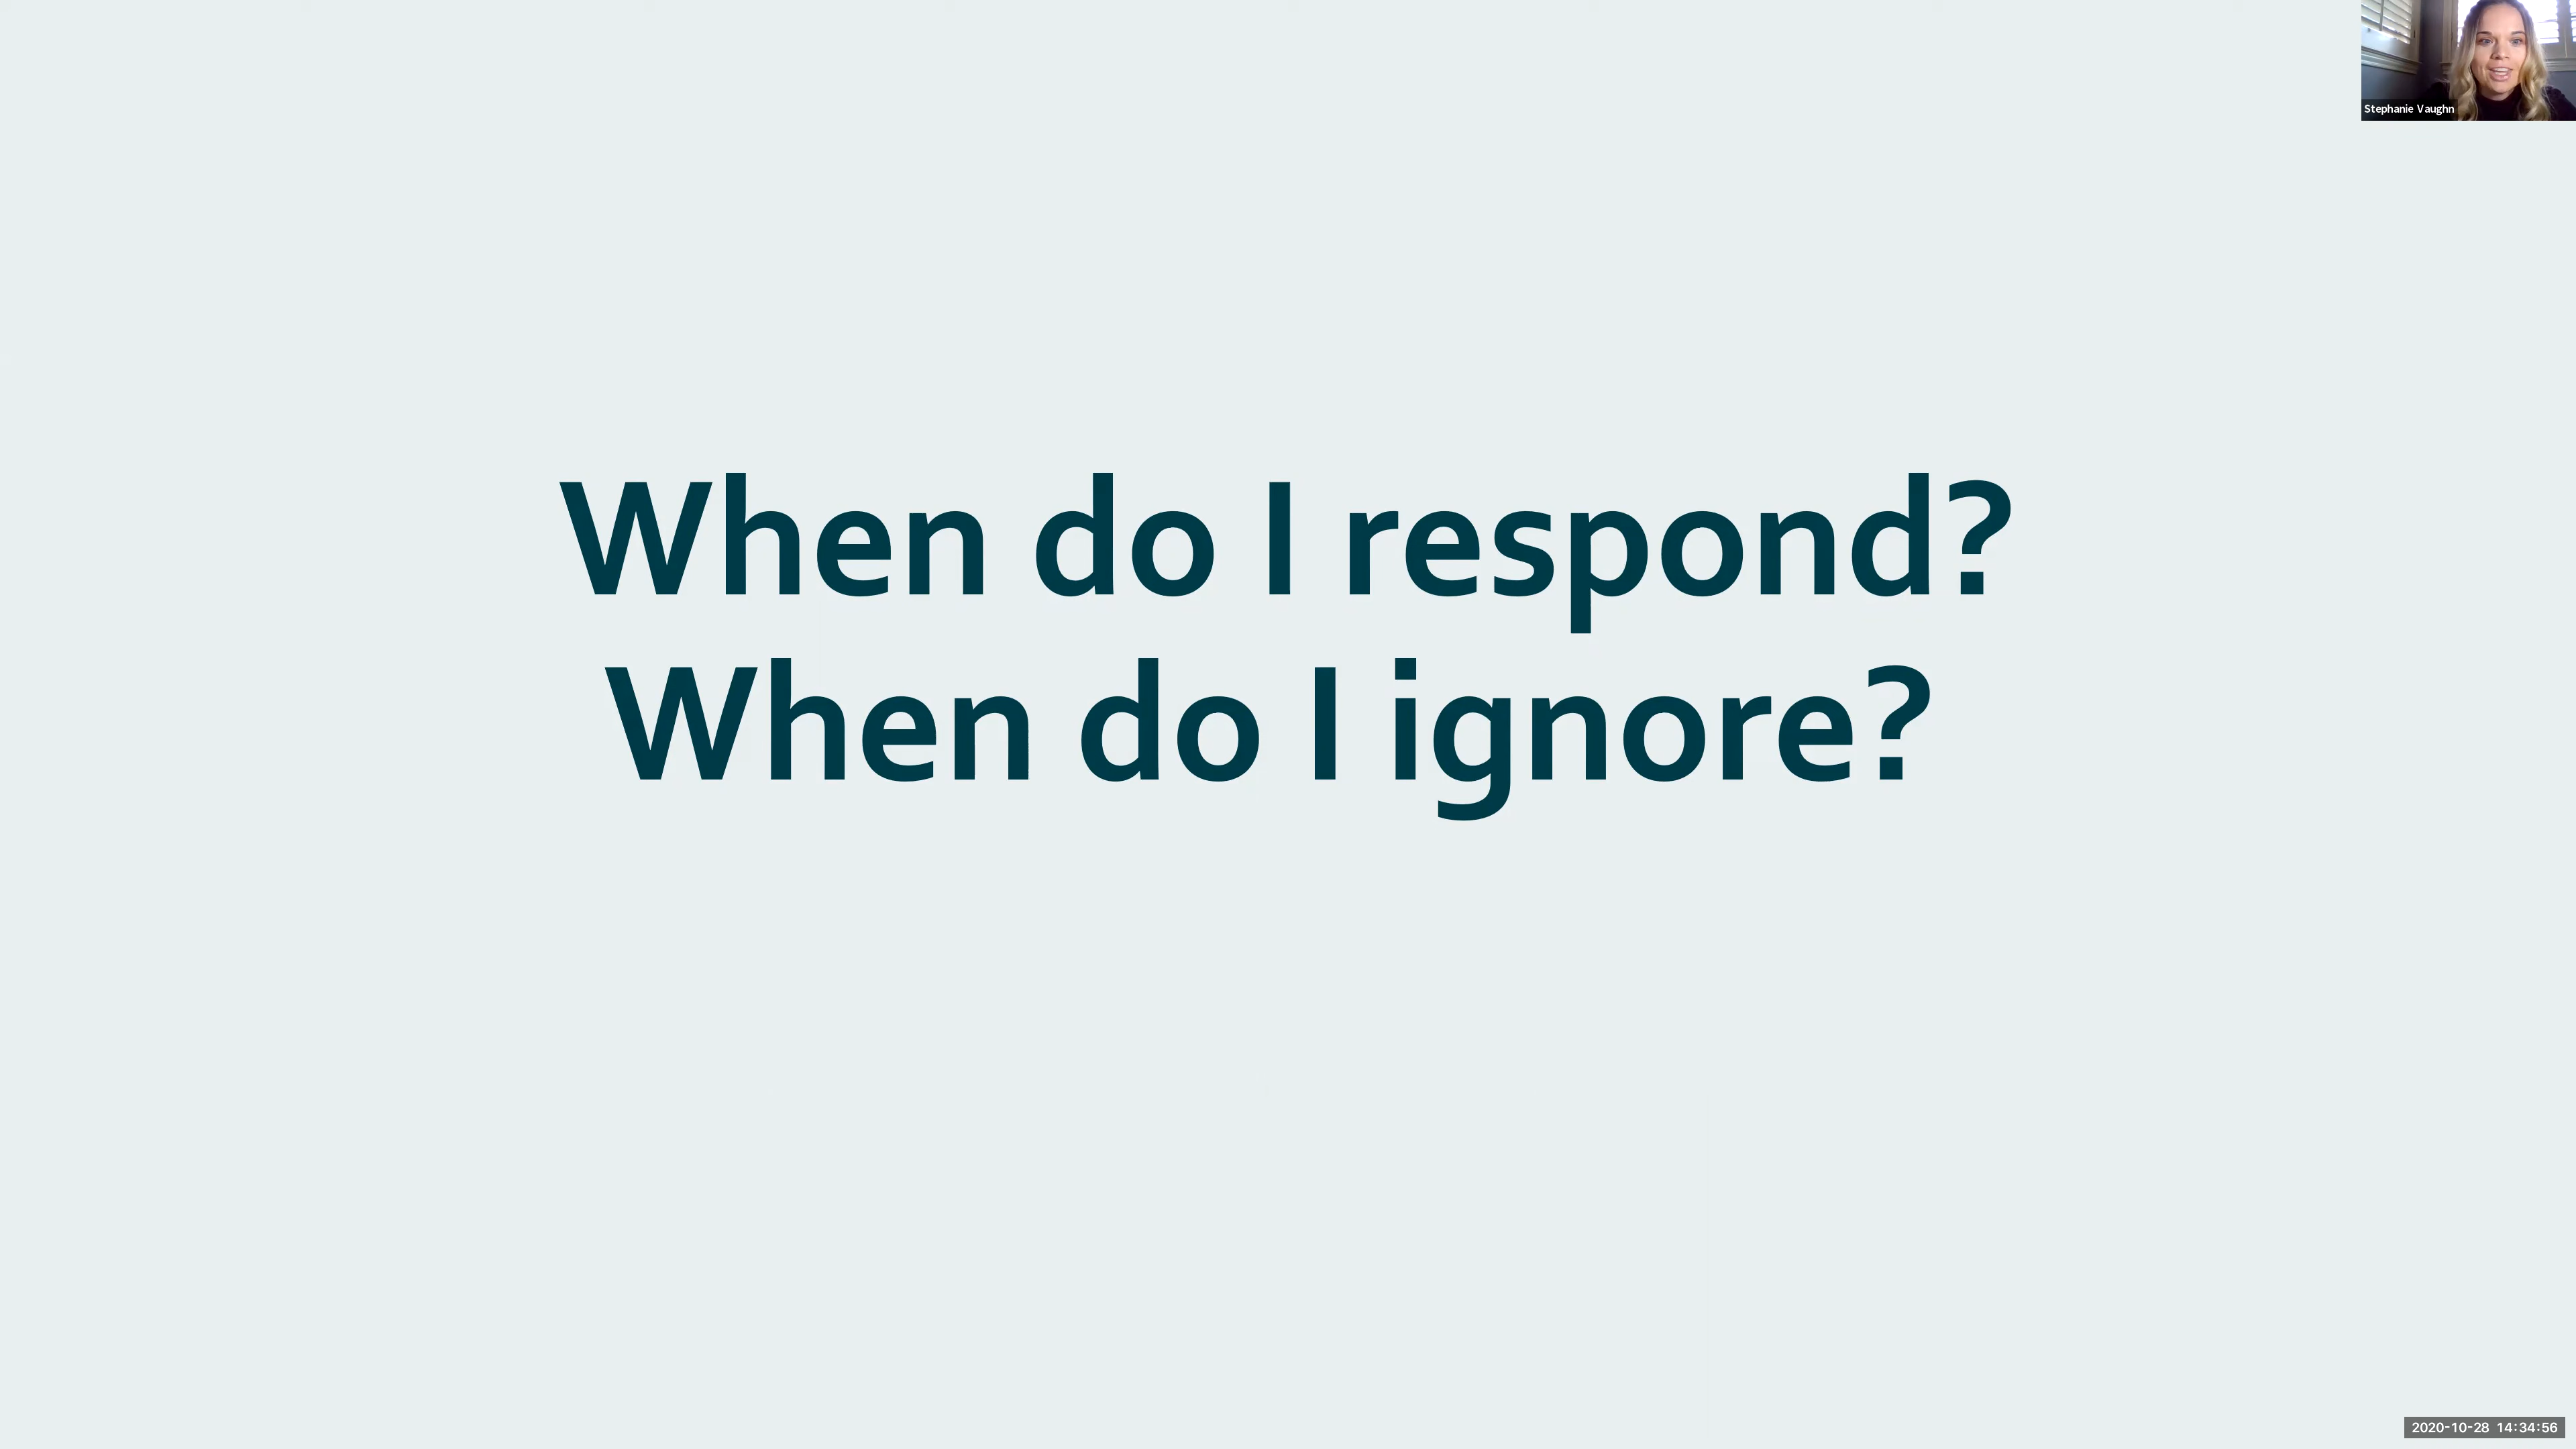 Stephanie Vaughn
When do I respond?
When do I ignore?
2020-10-28 14:34:56